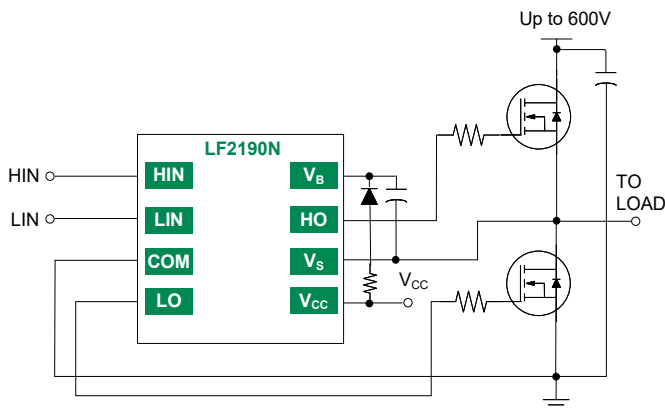 Up to 600V
LF2190N
HIN
HIN
VB
TO
LOAD
LIN
LIN
HO
COM
VS
LO
VCC
VCC